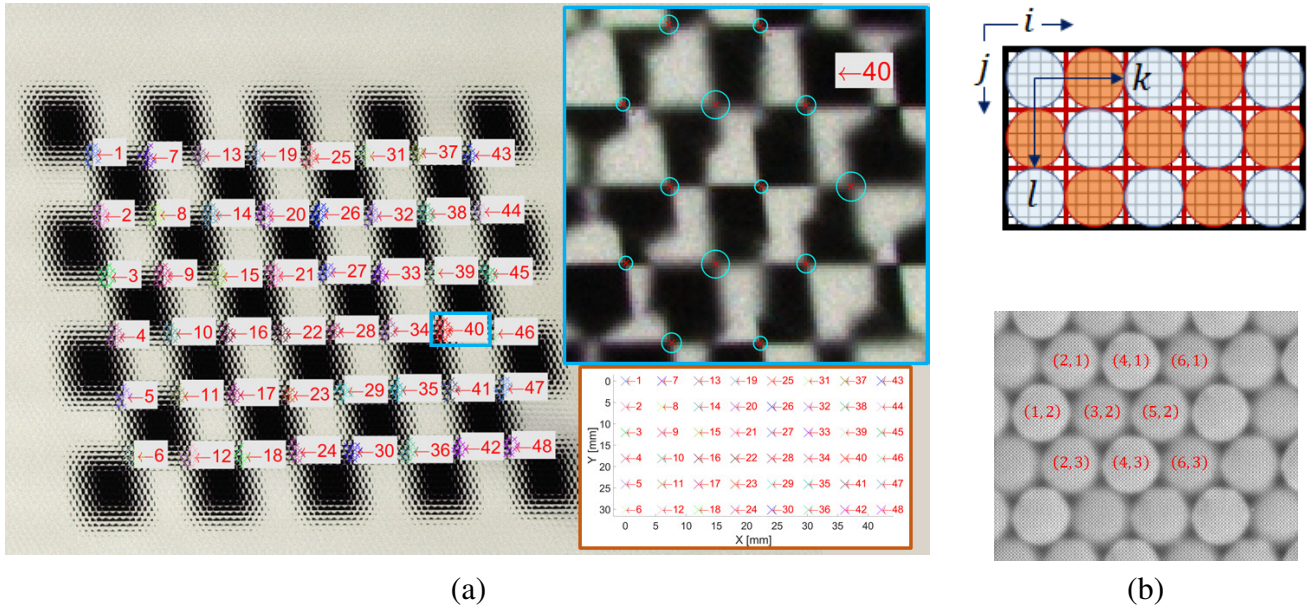 ←1 ←7 ←13 ←19 ←25 ←31 ←37 ←43
←2 ←8 ←14 ←20 ←26 ←32 ←38 ←44
←3 ←9 ←15 ←21 ←27 ←33 ←39 ←45
←4 ←10 ←16 ←22 ←28 ←34 ←40 ←46
←5 ←11 ←17 ←23 ←29 ←35 ←41 ←47
←6 ←12 ←18 ←24 ←30 ←36 ←42 ←48
←40
0 ←1 ←7 ←13 ←19 ←25 ←31 ←37 ←43
5 ←2 ←8 ←14 ←20 ←26 ←32 ←38 ←44
10 ←3 ←9 ←15 ←21 ←27 ←33 ←39 ←45
15 ←4 ←10 ←16 ←22 ←28 ←34 ←40 ←46
20
25 ←5 ←11 ←17 ←23 ←29 ←35 ←41 ←47
30 ←6 ←12 ←18 ←24 ←30 ←36 ←42 ←48
Y [mm]
0 5 10 15 20 25 30 35 40
X [mm]
(a)
i
j
k
l
(2,1) (4,1) (6,1)
(1,2) (3,2) (5,2)
(2,3) (4,3) (6,3)
(b)